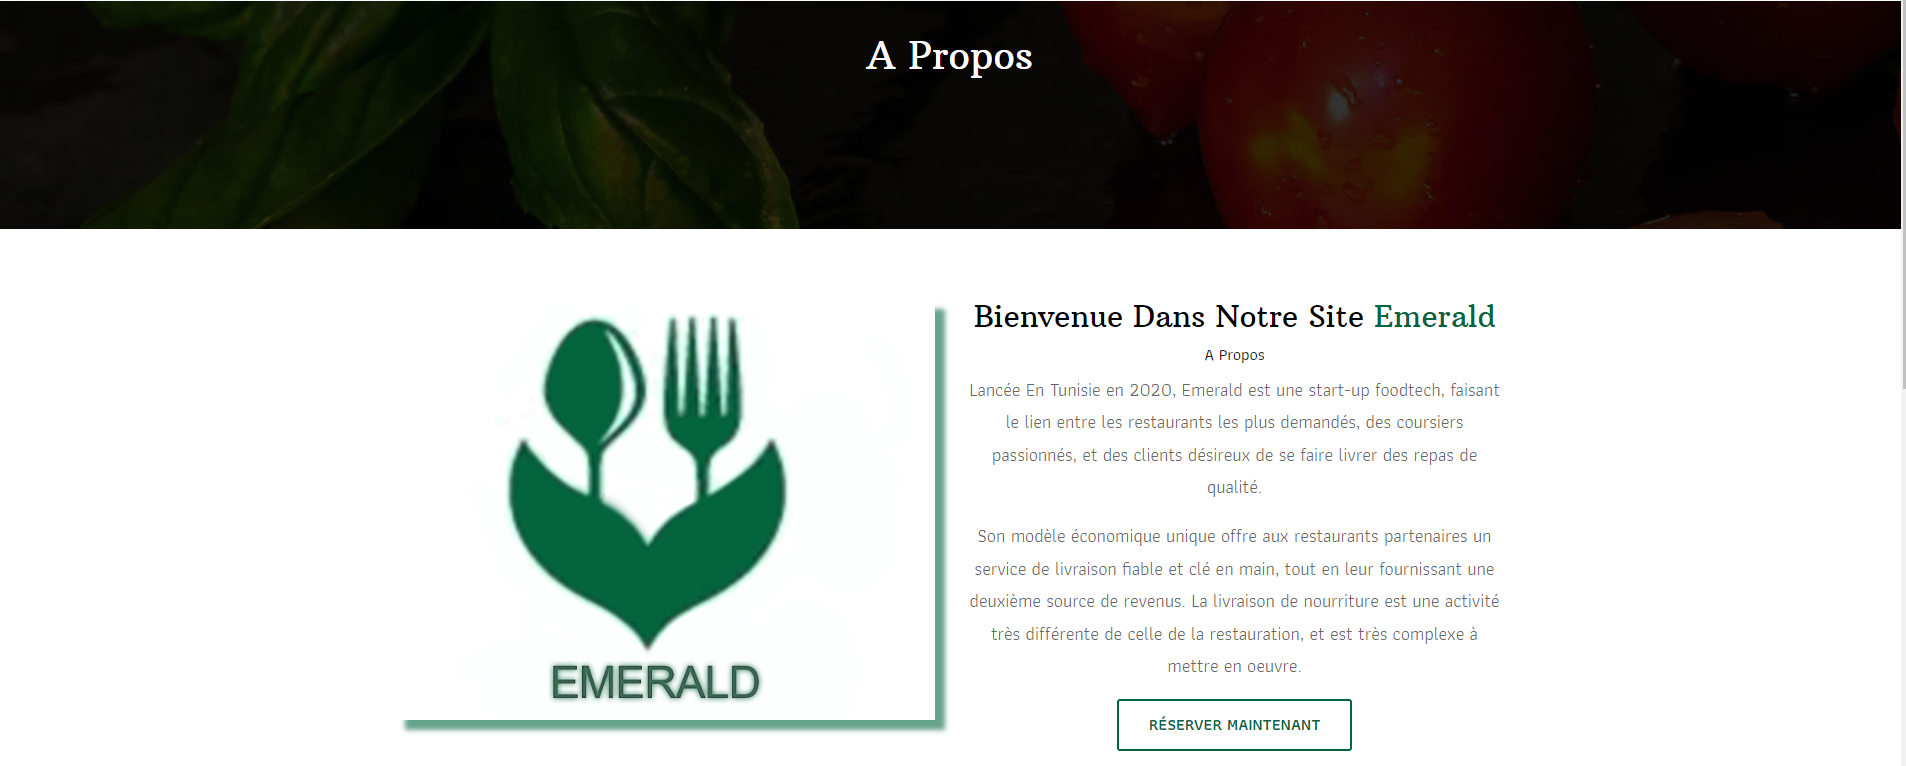 A Propos
EMERALD
Bienvenue Dans Notre Site Emerald
A Propos
Lancée En Tunisie en 2020, Emerald est une start-up foodtech, faisant
le lien entre les restaurants les plus demandés, des coursiers
passionnés, et des clients désireux de se faire livrer des repas de
qualité.
Son modèle économique unique offre aux restaurants partenaires un
service de livraison fiable et clé en main, tout en leur fournissant une
deuxième source de revenus. La livraison de nourriture est une activité
très différente de celle de la restauration, et est très complexe à
mettre en oeuvre.
RÉSERVER MAINTENANT